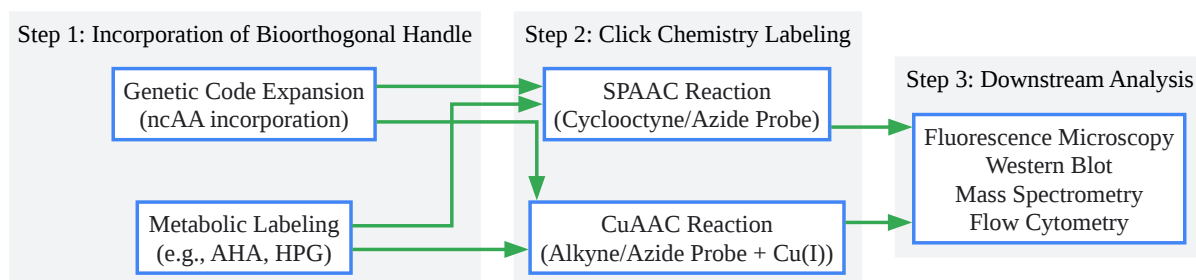 Step 1: Incorporation of Bioorthogonal Handle
Genetic Code Expansion
(ncAA incorporation)
Metabolic Labeling
(e.g., AHA, HPG)
Step 2: Click Chemistry Labeling
SPAAC Reaction
(Cyclooctyne/Azide Probe)
CuAAC Reaction
(Alkyne/Azide Probe + Cu(I))
Step 3: Downstream Analysis
Fluorescence Microscopy
Western Blot
Mass Spectrometry
Flow Cytometry